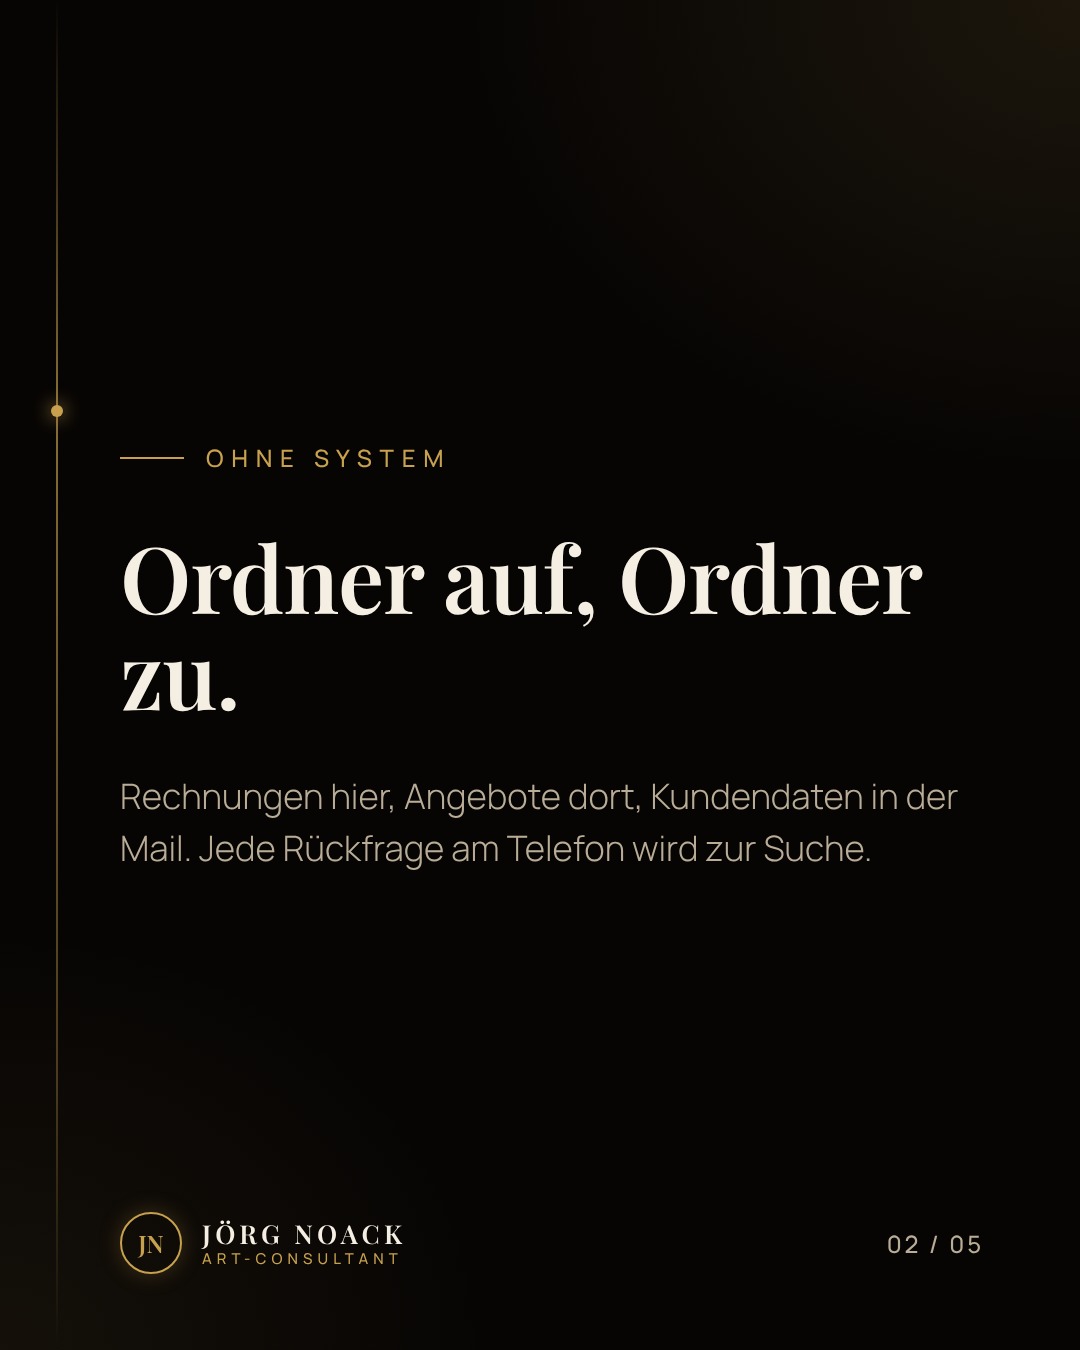 OHNE SYSTEM
Ordner auf, Ordner
zu.
Rechnungen hier, Angebote dort, Kundendaten in der
Mail. Jede Rückfrage am Telefon wird zur Suche.
JN
JÖRG NOACK
ART-CONSULTANT
02 / 05